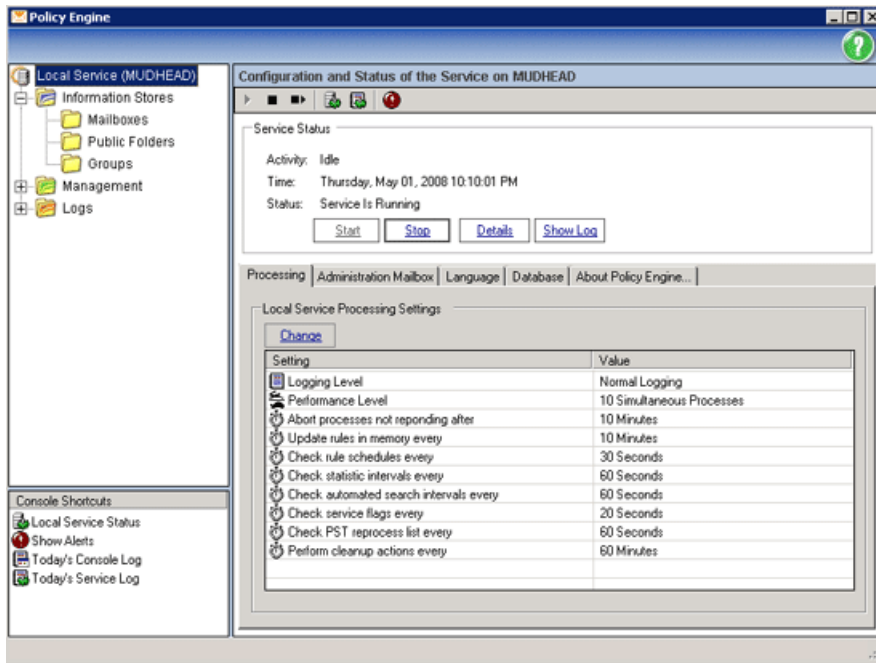 Policy Engine
Local Service (MUDHEAD)
Information Stores
Mailboxes
Public Folders
Groups
Management
Logs
Console Shortcuts
Local Service Status
Show Alerts
Today's Console Log
Today's Service Log
Configuration and Status of the Service on MUDHEAD
Service Status
Activity: Idle
Time: Thursday, May 01, 2008 10:10:01 PM
Status: Service Is Running
Start Stop Details Show Log
Processing Administration Mailbox Language Database About Policy Engine...
Local Service Processing Settings
Change
Setting Value
Logging Level Normal Logging
Performance Level 10 Simultaneous Processes
Abort processes not reponding after 10 Minutes
Update rules in memory every 10 Minutes
Check rule schedules every 30 Seconds
Check statistic intervals every 60 Seconds
Check automated search intervals every 60 Seconds
Check service flags every 20 Seconds
Check PST reprocess list every 60 Seconds
Perform cleanup actions every 60 Minutes